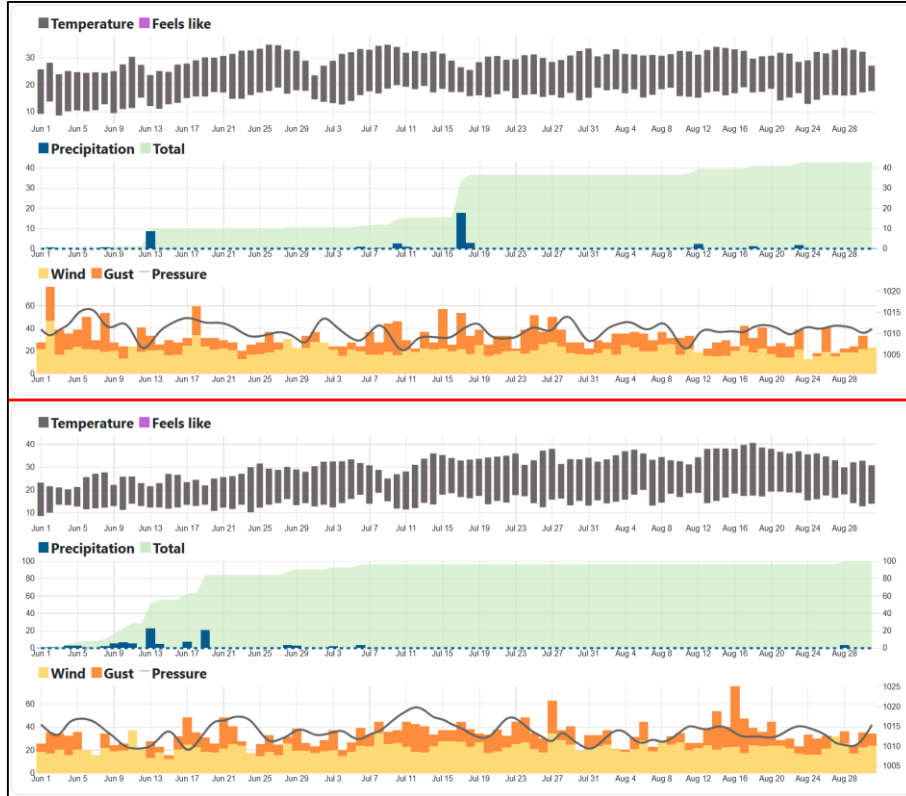 Temperature Feels like
30
20
10
Jun 1 Jun 5 Jun 9 Jun 13 Jun 17 Jun 21 Jun 25 Jun 29 Jul 3 Jul 7 Jul 11 Jul 15 Jul 19 Jul 23 Jul 27 Jul 31 Aug 4 Aug 8 Aug 12 Aug 16 Aug 20 Aug 24 Aug 28
Precipitation Total
40 40
30 30
20 20
10 10
0 0
Jun 1 Jun 5 Jun 9 Jun 13 Jun 17 Jun 21 Jun 25 Jun 29 Jul 3 Jul 7 Jul 11 Jul 15 Jul 19 Jul 23 Jul 27 Jul 31 Aug 4 Aug 8 Aug 12 Aug 16 Aug 20 Aug 24 Aug 28
Wind Gust Pressure
1020
60
1015
40
1010
20
1005
0
Jun 1 Jun 5 Jun 9 Jun 13 Jun 17 Jun 21 Jun 25 Jun 29 Jul 3 Jul 7 Jul 11 Jul 15 Jul 19 Jul 23 Jul 27 Jul 31 Aug 4 Aug 8 Aug 12 Aug 16 Aug 20 Aug 24 Aug 28
Temperature Feels like
40
30
20
10
Jun 1 Jun 5 Jun 9 Jun 13 Jun 17 Jun 21 Jun 25 Jun 29 Jul 3 Jul 7 Jul 11 Jul 15 Jul 19 Jul 23 Jul 27 Jul 31 Aug 4 Aug 8 Aug 12 Aug 16 Aug 20 Aug 24 Aug 28
Precipitation Total
100 100
80 80
60 60
40 40
20 20
0 0
Jun 1 Jun 5 Jun 9 Jun 13 Jun 17 Jun 21 Jun 25 Jun 29 Jul 3 Jul 7 Jul 11 Jul 15 Jul 19 Jul 23 Jul 27 Jul 31 Aug 4 Aug 8 Aug 12 Aug 16 Aug 20 Aug 24 Aug 28
Wind Gust Pressure
1025
60
1020
40
1015
20
1010
1005
0
Jun 1 Jun 5 Jun 9 Jun 13 Jun 17 Jun 21 Jun 25 Jun 29 Jul 3 Jul 7 Jul 11 Jul 15 Jul 19 Jul 23 Jul 27 Jul 31 Aug 4 Aug 8 Aug 12 Aug 16 Aug 20 Aug 24 Aug 28